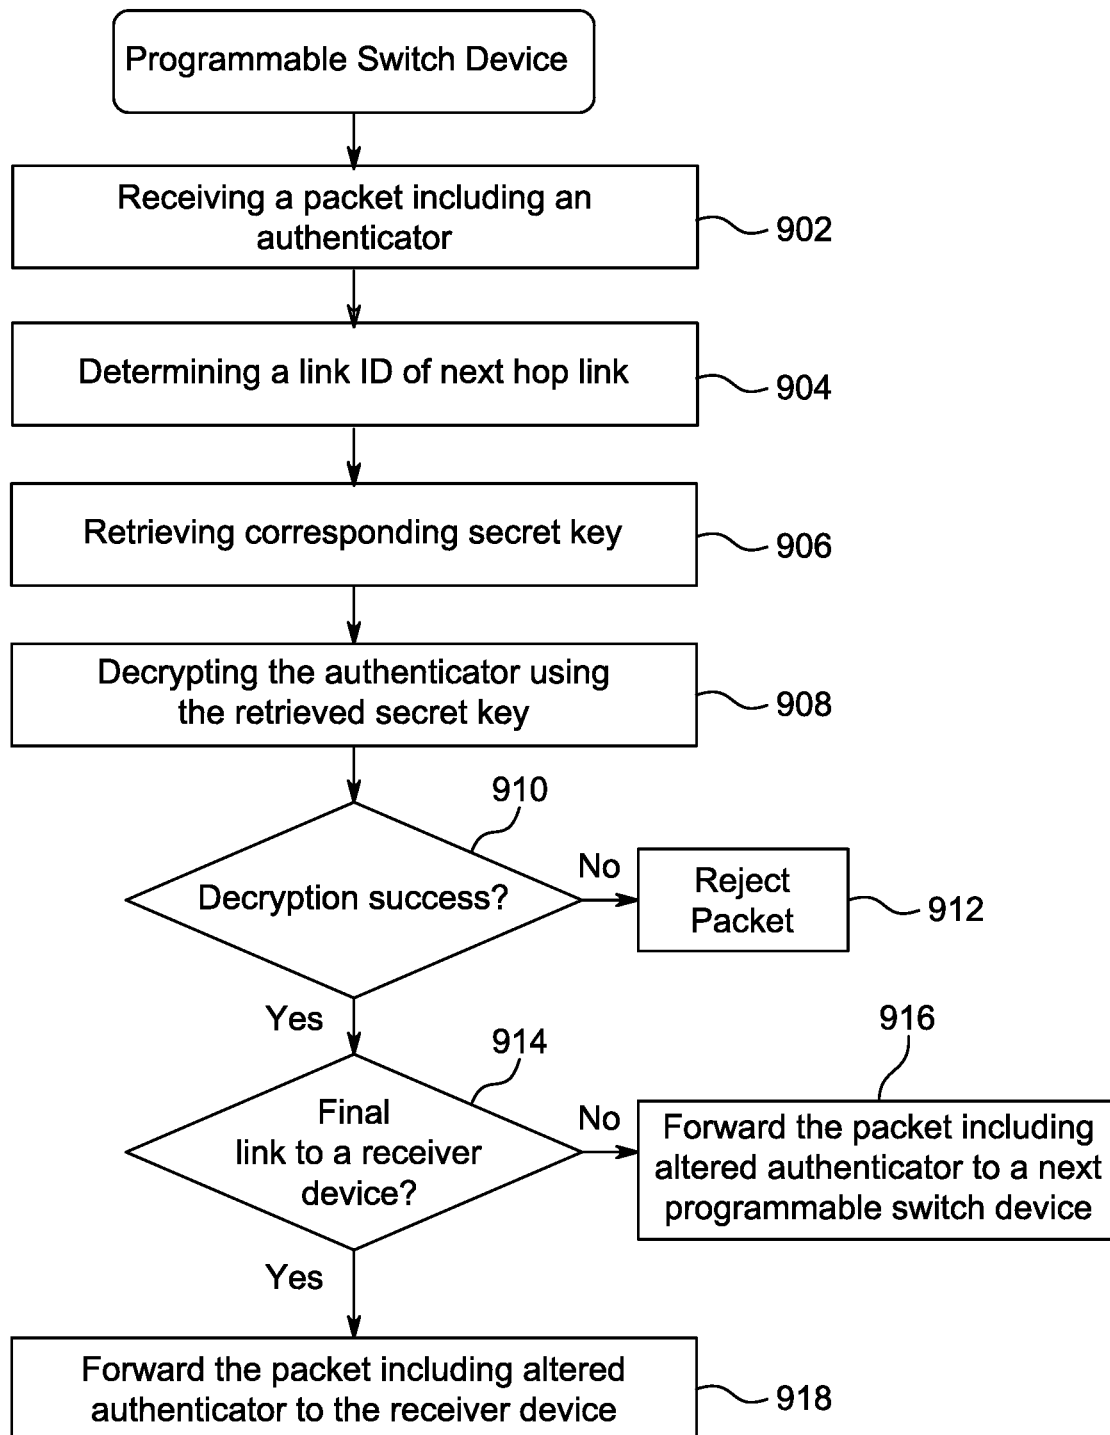 Programmable Switch Device
Receiving a packet including an
authenticator
902
Determining a link ID of next hop link
904
Retrieving corresponding secret key
906
Decrypting the authenticator using
the retrieved secret key
908
910
Decryption success?
No
Reject
Packet
912
Yes
914
916
Final
link to a receiver
device?
No
Forward the packet including
altered authenticator to a next
programmable switch device
Yes
Forward the packet including altered
authenticator to the receiver device
918